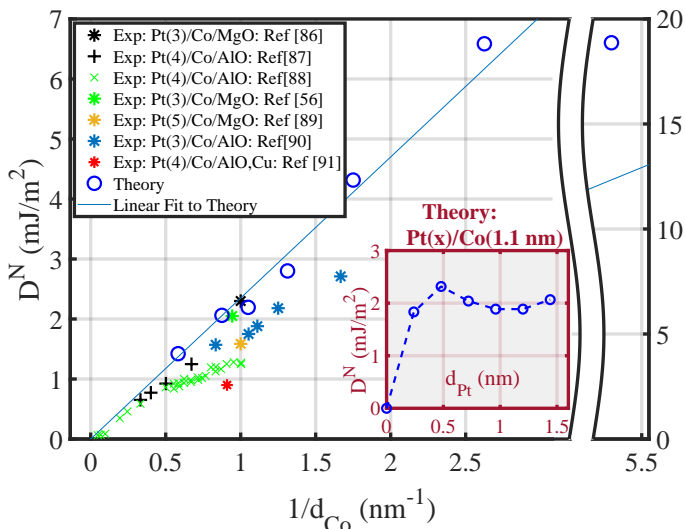 7
6
5
4
3
2
1
0
D^N (mJ/m^2)
Exp: Pt(3)/Co/MgO: Ref [86]
Exp: Pt(4)/Co/AlO: Ref[87]
Exp: Pt(4)/Co/AlO: Ref[88]
Exp: Pt(3)/Co/MgO: Ref [56]
Exp: Pt(5)/Co/MgO: Ref [89]
Exp: Pt(3)/Co/AlO: Ref[90]
Exp: Pt(4)/Co/AlO,Cu: Ref [91]
Theory
Linear Fit to Theory
20
15
10
5
0
Theory:
Pt(x)/Co(1.1 nm)
3
2
1
0
D^N (mJ/m^2)
d_Pt (nm)
0 0.5 1 1.5
0 0.5 1 1.5 2 2.5 5.5
1/d_Co (nm^-1)